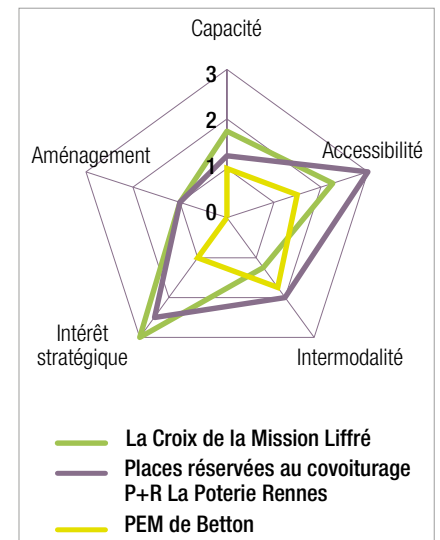 Capacité
3
2
Aménagement
Accessibilité
1
0
Intérêt
stratégique
Intermodalité
La Croix de la Mission Liffré
Places réservées au covoiturage
P+R La Poterie Rennes
PEM de Betton